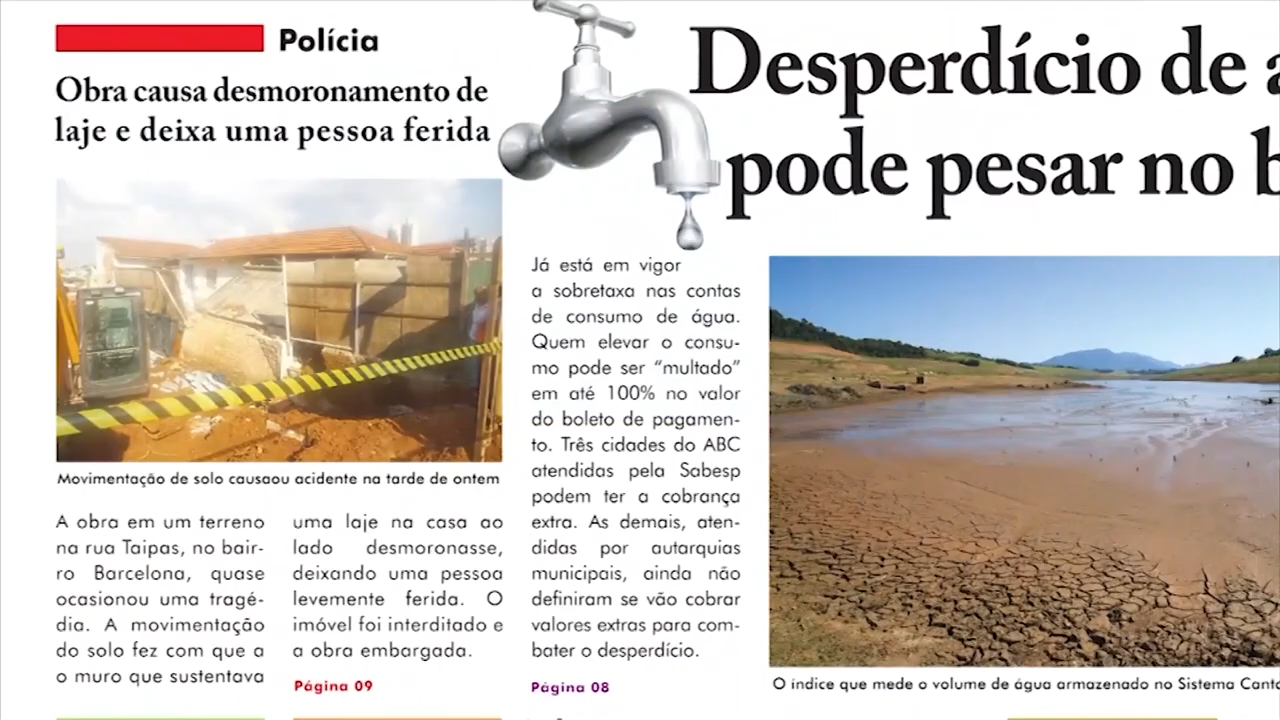 Polícia
Obra causa desmoronamento de
laje e deixa uma pessoa ferida
Movimentação de solo causaou acidente na tarde de ontem
A obra em um terreno
na rua Taipas, no bair-
ro Barcelona, quase
ocasionou uma tragé-
dia. A movimentação
do solo fez com que a
o muro que sustentava
uma laje na casa ao
lado desmoronasse,
deixando uma pessoa
levemente ferida. O
imóvel foi interditado e
a obra embargada.
Página 09
Desperdício de
pode pesar no
Já está em vigor
a sobretaxa nas contas
de consumo de água.
Quem elevar o consu-
mo pode ser “multado”
em até 100% no valor
do boleto de pagamen-
to. Três cidades do ABC
atendidas pela Sabesp
podem ter a cobrança
extra. As demais, aten-
didas por autarquias
municipais, ainda não
definiram se vão cobrar
valores extras para com-
bater o desperdício.
Página 08
O índice que mede o volume de água armazenado no Sistema